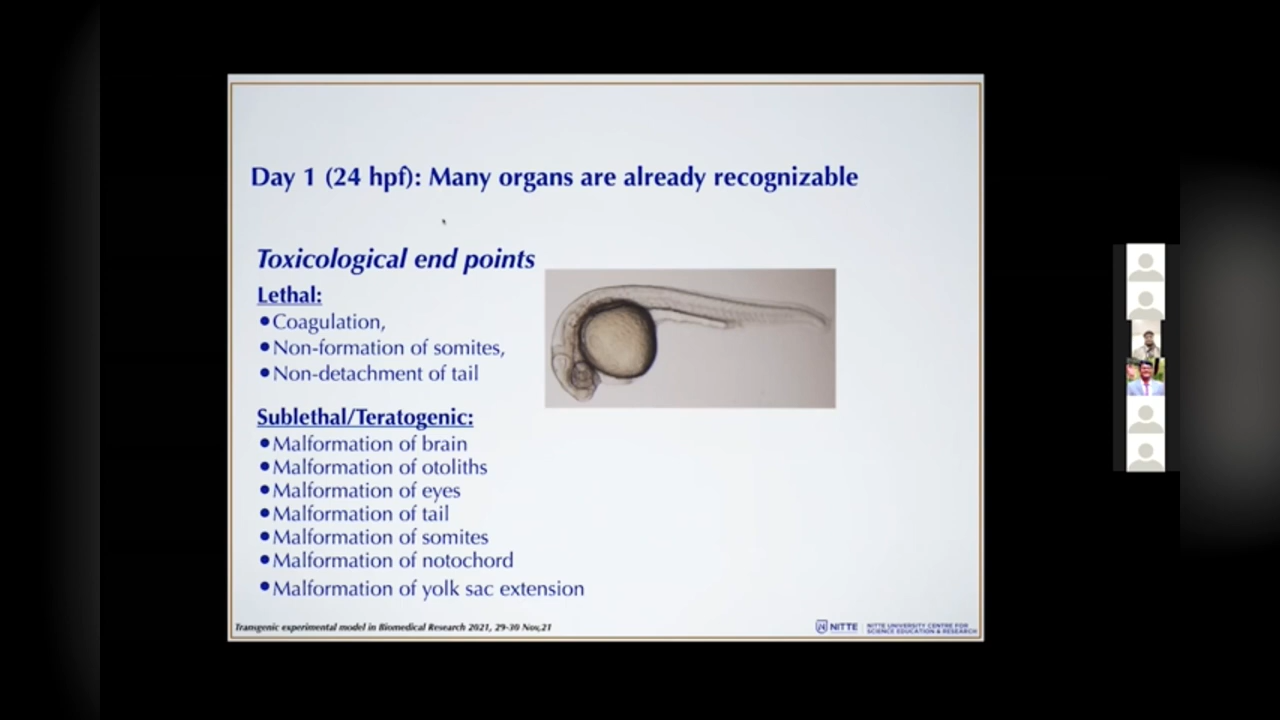 Day 1 (24 hpf): Many organs are already recognizable
Toxicological end points
Lethal:
•Coagulation,
•Non-formation of somites,
•Non-detachment of tail
Sublethal/Teratogenic:
•Malformation of brain
•Malformation of otoliths
•Malformation of eyes
•Malformation of tail
•Malformation of somites
•Malformation of notochord
•Malformation of yolk sac extension
Transgenic experimental model in Biomedical Research 2021, 29-30 Nov,21
NITTE
NITTE UNIVERSITY CENTRE FOR
SCIENCE EDUCATION & RESEARCH